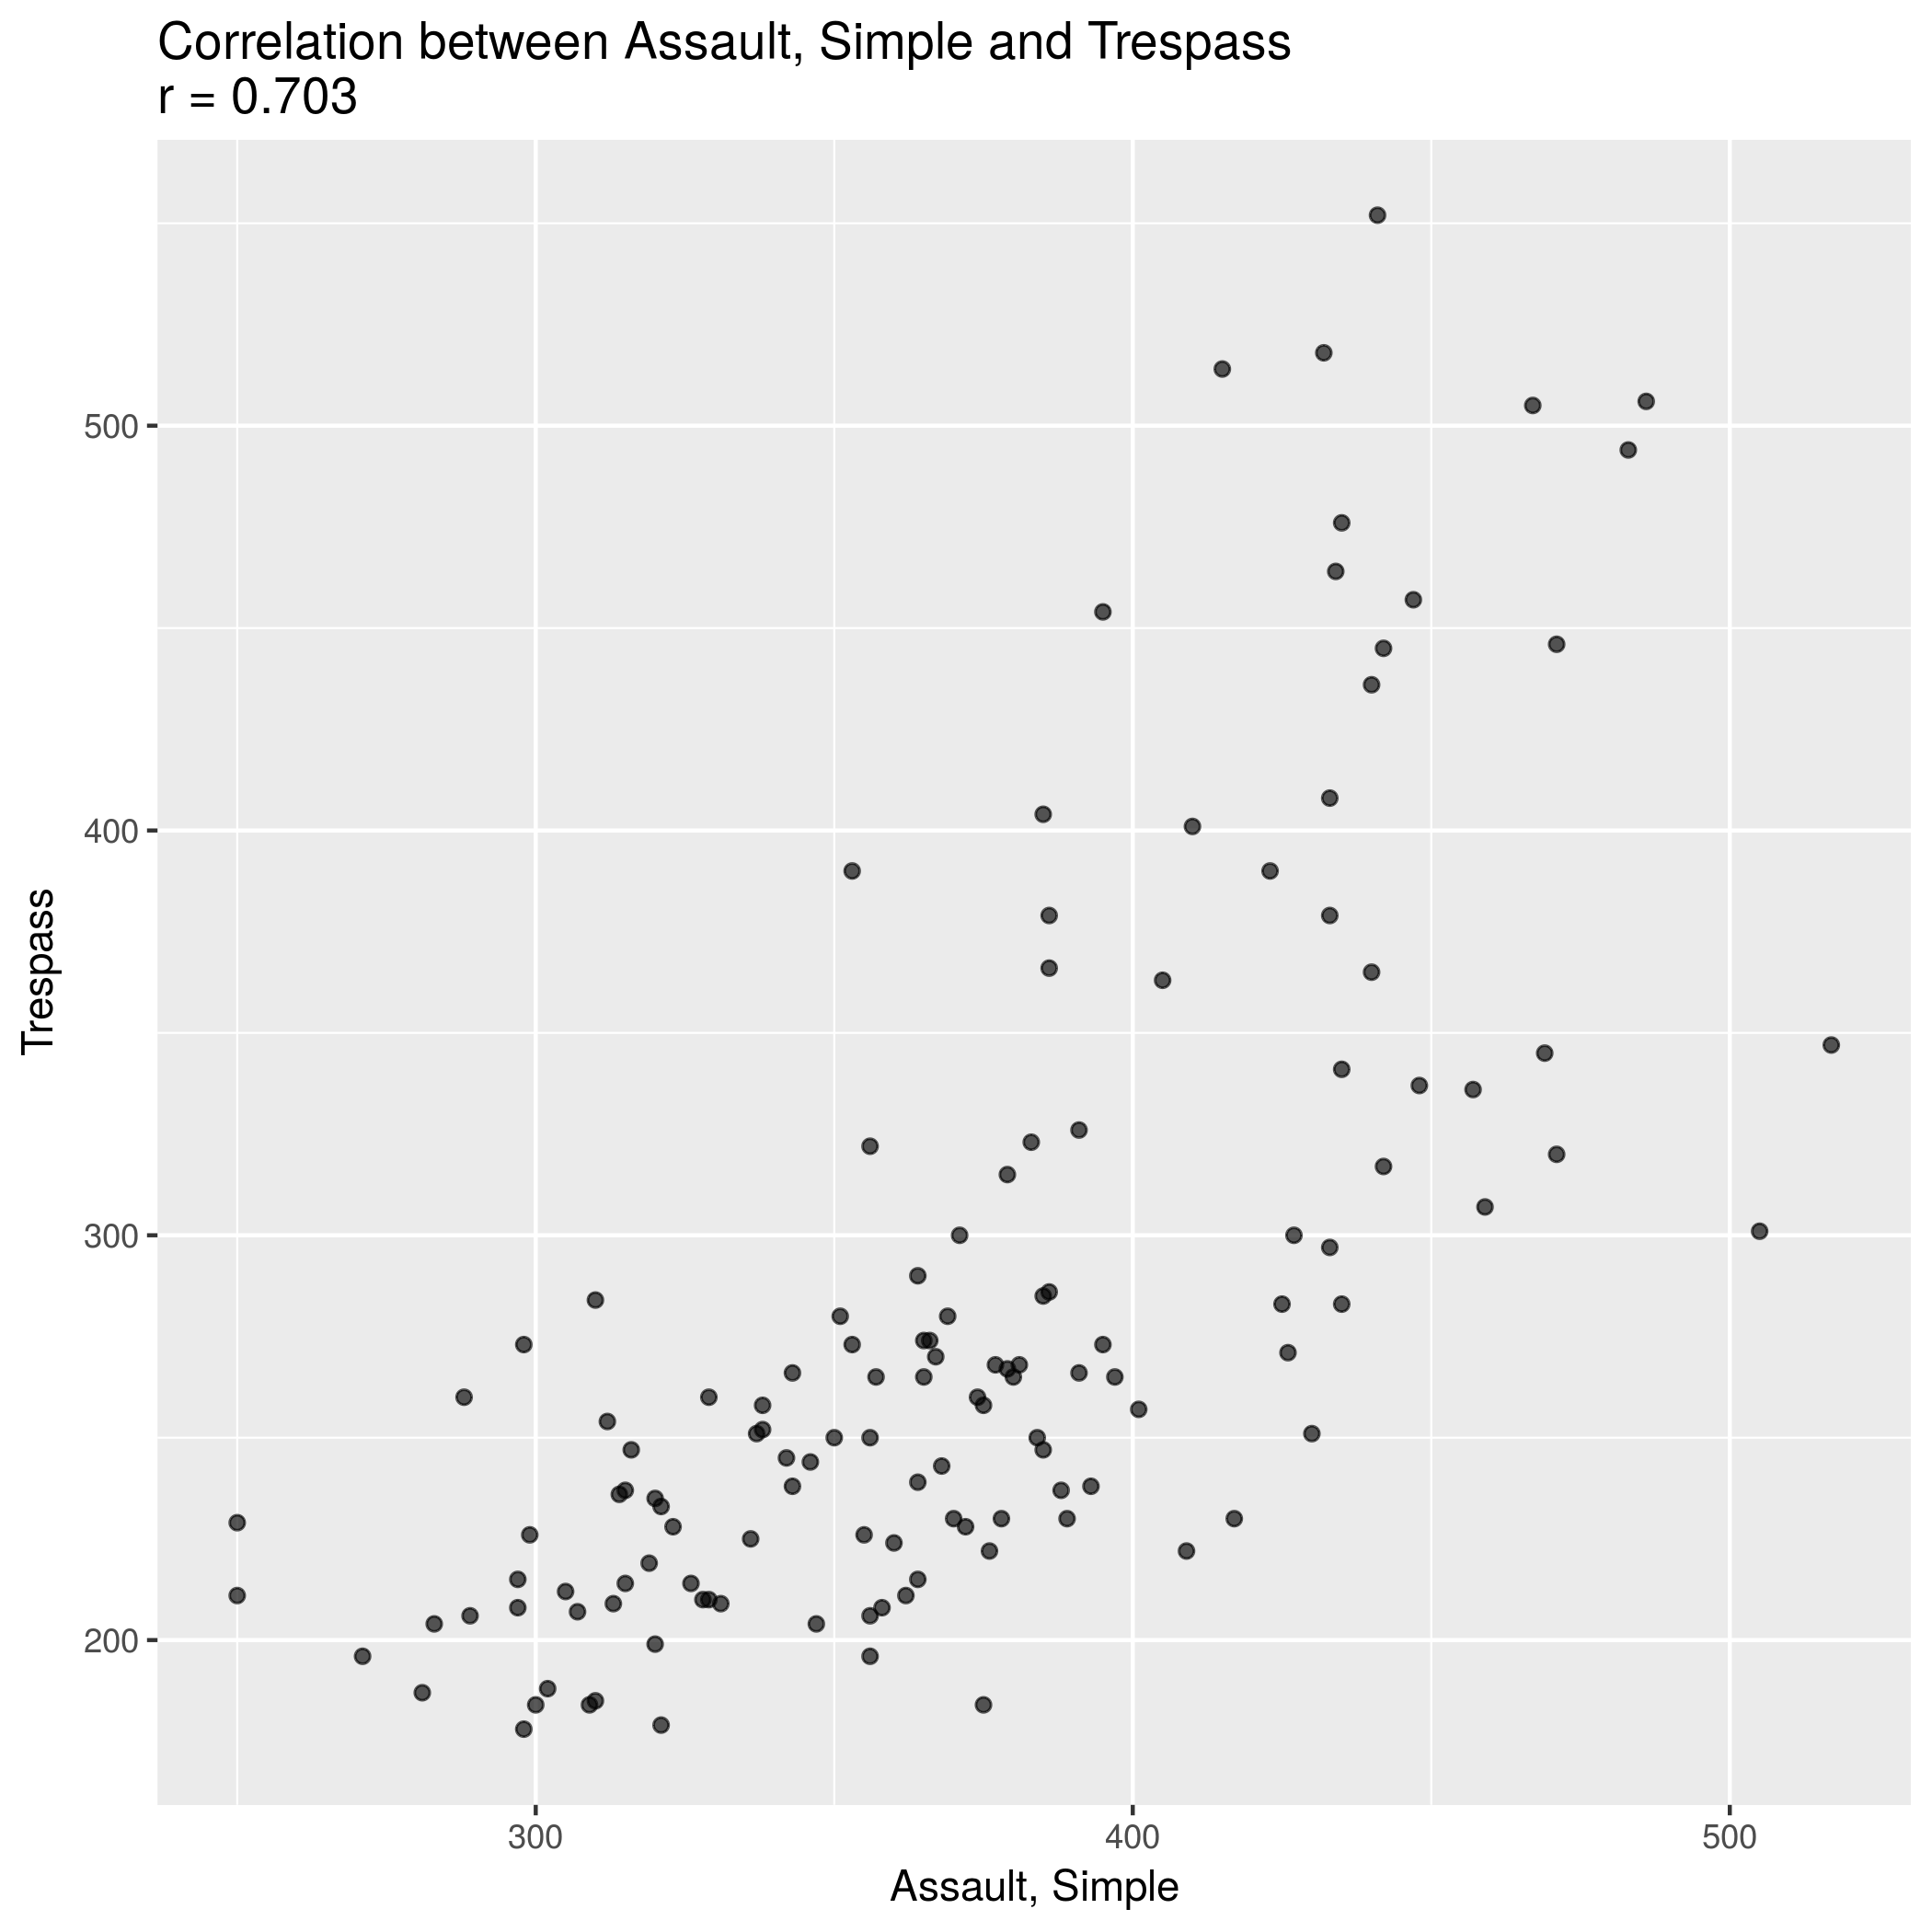 Correlation between Assault, Simple and Trespass
r = 0.703
Trespass
500
400
300
200
300
400
500
Assault, Simple